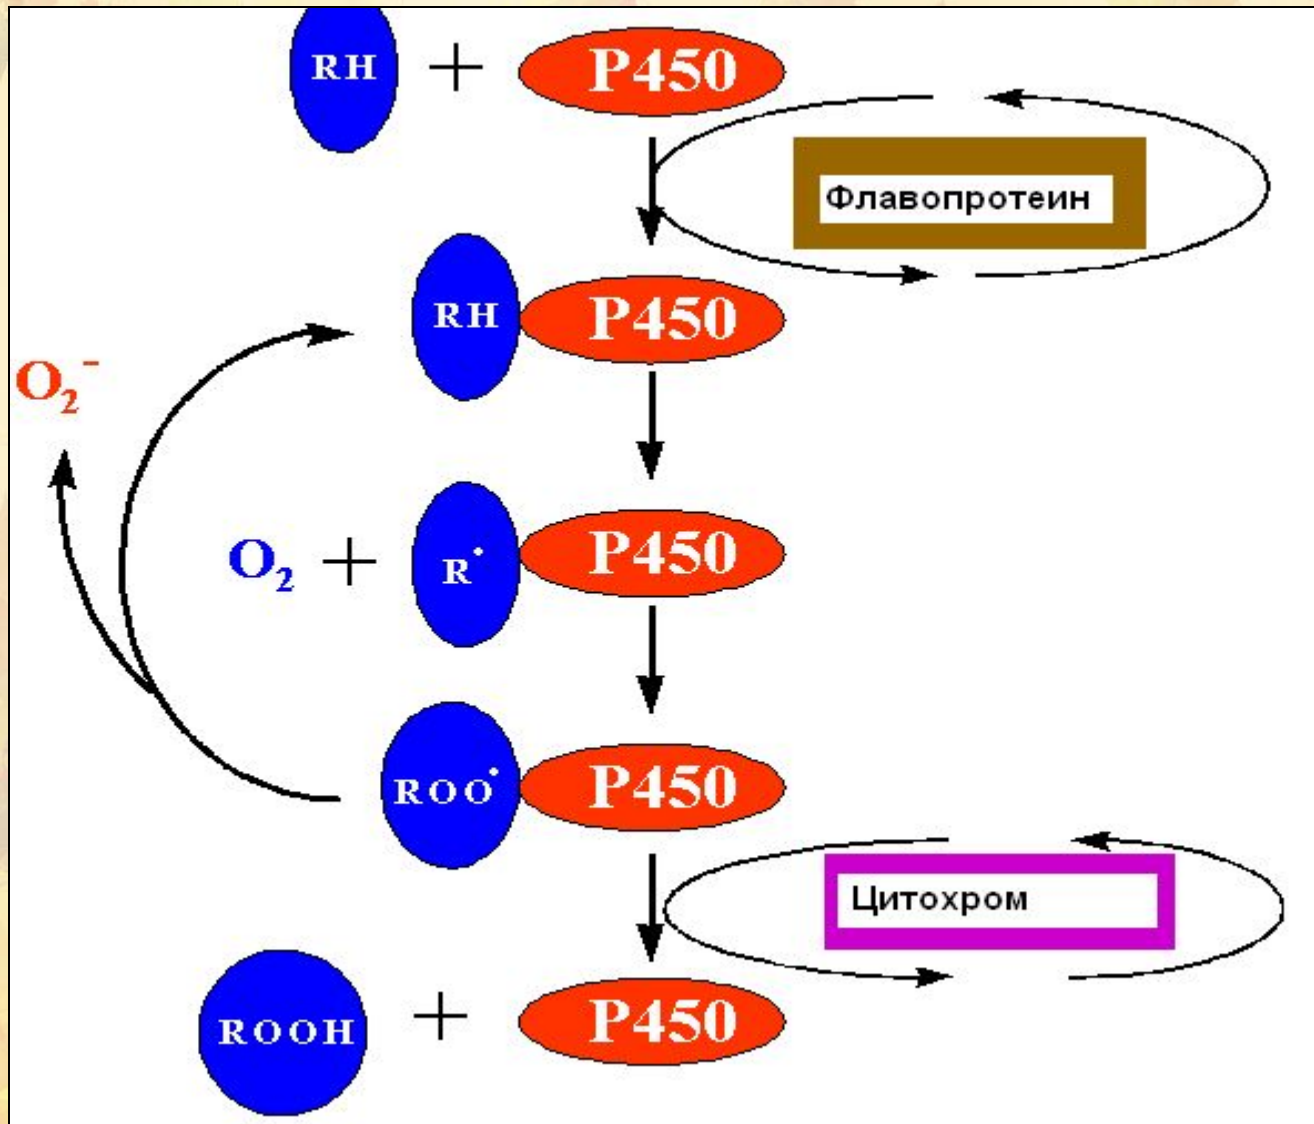 RH + P450
Флавопротеин
RH P450
O₂⁻
O₂ + R• P450
ROO• P450
Цитохром
ROOH + P450